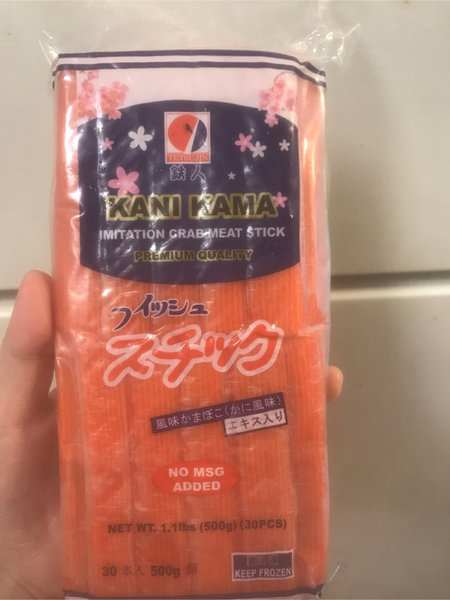 TETSUJIN
鉄人
KANI KAMA
IMITATION CRAB MEAT STICK
PREMIUM QUALITY
フィッシュ
スチック
風味かまぼこ(かに風味)
エキス入り
NO MSG
ADDED
NET WT. 1.1lbs (500g) (30PCS)
30 本入 500g 詰
KEEP FROZEN